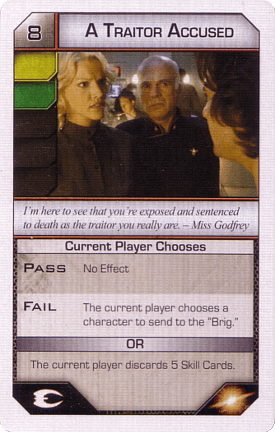 8 A TRAITOR ACCUSED
I'm here to see that you're exposed and sentenced
to death as the traitor you really are. – Miss Godfrey
Current Player Chooses
PASS No Effect
FAIL The current player chooses a
character to send to the "Brig."
OR
The current player discards 5 Skill Cards.